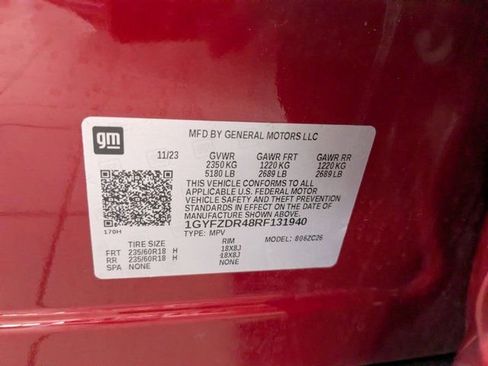 gm
MFD BY GENERAL MOTORS LLC
11/23 GVWR GAWR FRT GAWR RR
2350 KG 1220 KG 1220 KG
5180 LB 2689 LB 2689 LB
THIS VEHICLE CONFORMS TO ALL
APPLICABLE U.S. FEDERAL MOTOR
VEHICLE SAFETY AND THEFT PREVENTION
STANDARDS IN EFFECT ON THE DATE OF
MANUFACTURE SHOWN ABOVE.
1GYFZDR48RF131940
TYPE: MPV MODEL:
170H
TIRE SIZE RIM
FRT 235/60R18 H 18X8J
RR 235/60R18 H 18X8J
SPA NONE NONE